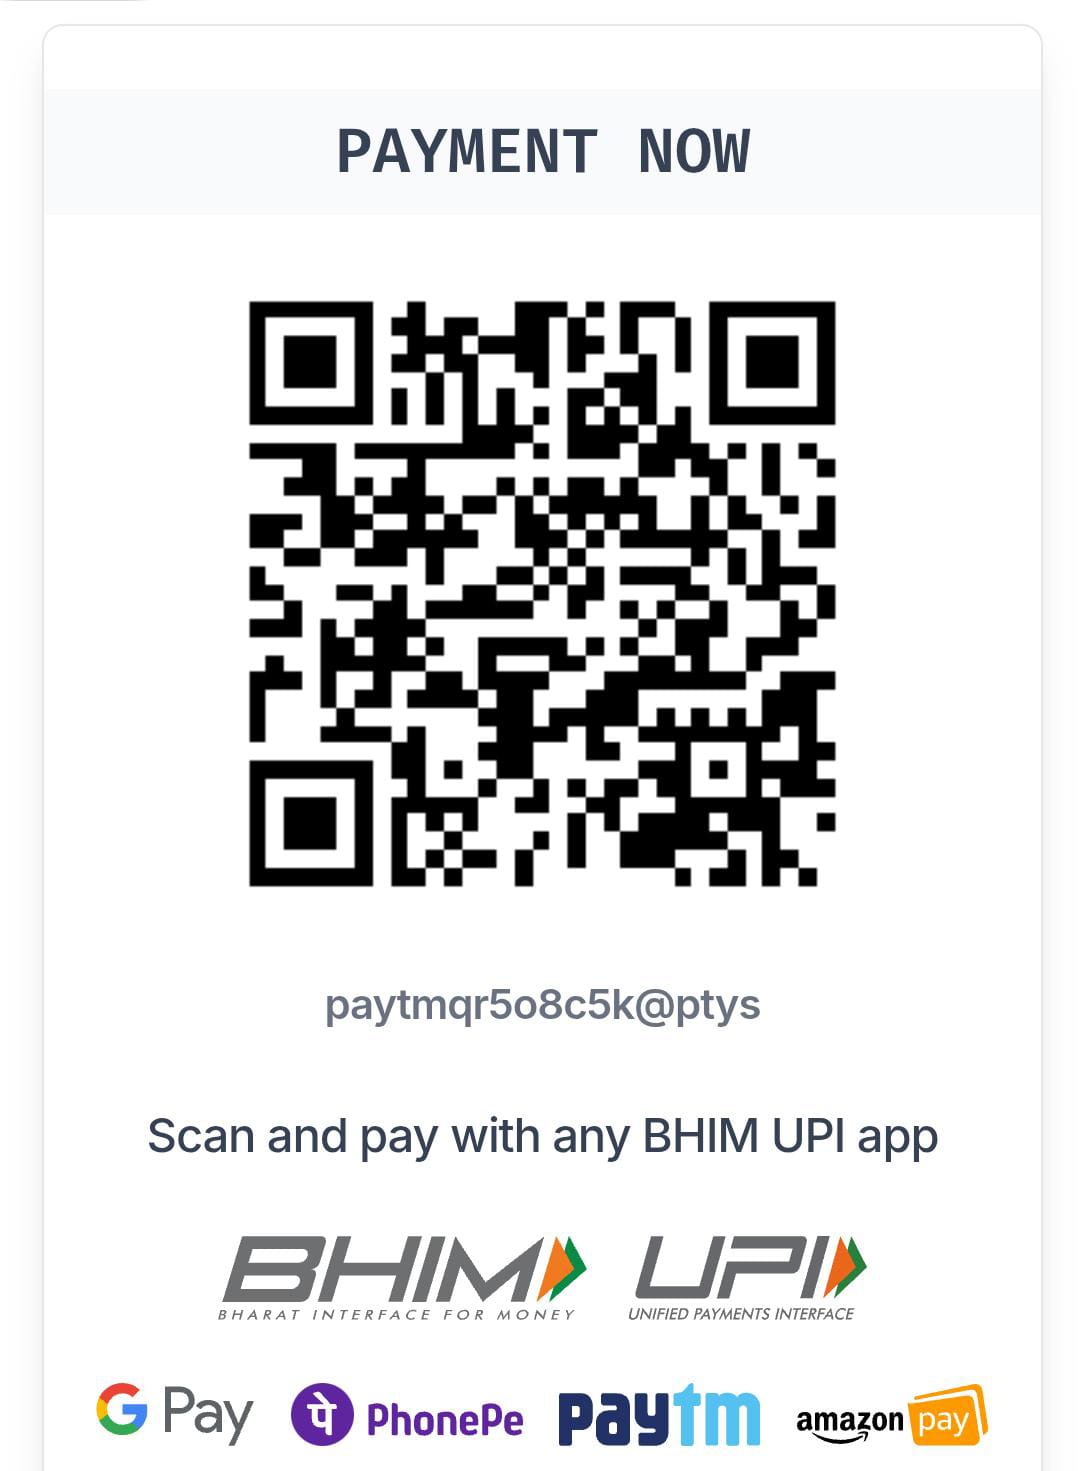 PAYMENT NOW
paytmqr5o8c5k@ptys
Scan and pay with any BHIM UPI app
BHIM UPI
BHARAT INTERFACE FOR MONEY UNIFIED PAYMENTS INTERFACE
G Pay पे PhonePe paytm amazon pay